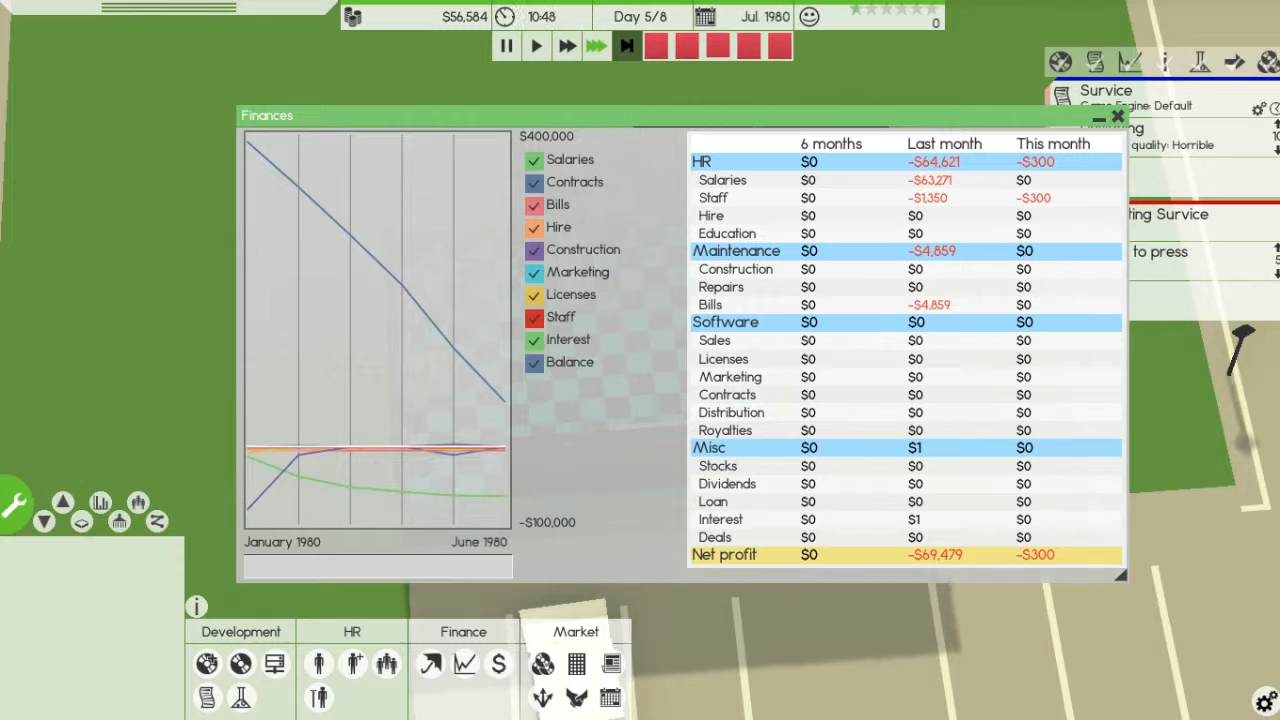 $56,584 10:48 Day 5/8 Jul. 1980 0
Service
Game Engine: Default
quality: Horrible
Finances
$400,000
Salaries
Contracts
Bills
Hire
Construction
Marketing
Licenses
Staff
Interest
Balance
-$100,000
January 1980 June 1980
6 months Last month This month
HR $0 -$64,621 -$300
Salaries $0 -$63,271 $0
Staff $0 -$1,350 -$300
Hire $0 $0 $0
Education $0 $0 $0
Maintenance $0 -$4,859 $0
Construction $0 $0 $0
Repairs $0 $0 $0
Bills $0 -$4,859 $0
Software $0 $0 $0
Sales $0 $0 $0
Licenses $0 $0 $0
Marketing $0 $0 $0
Contracts $0 $0 $0
Distribution $0 $0 $0
Royalties $0 $0 $0
Misc $0 $1 $0
Stocks $0 $0 $0
Dividends $0 $0 $0
Loan $0 $0 $0
Interest $0 $1 $0
Deals $0 $0 $0
Net profit $0 -$69,479 -$300
ting Service
to press
Development HR Finance Market